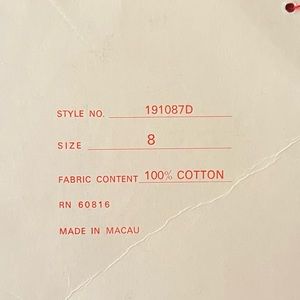 STYLE NO. 191087D
SIZE 8
FABRIC CONTENT 100% COTTON
RN 60816
MADE IN MACAU